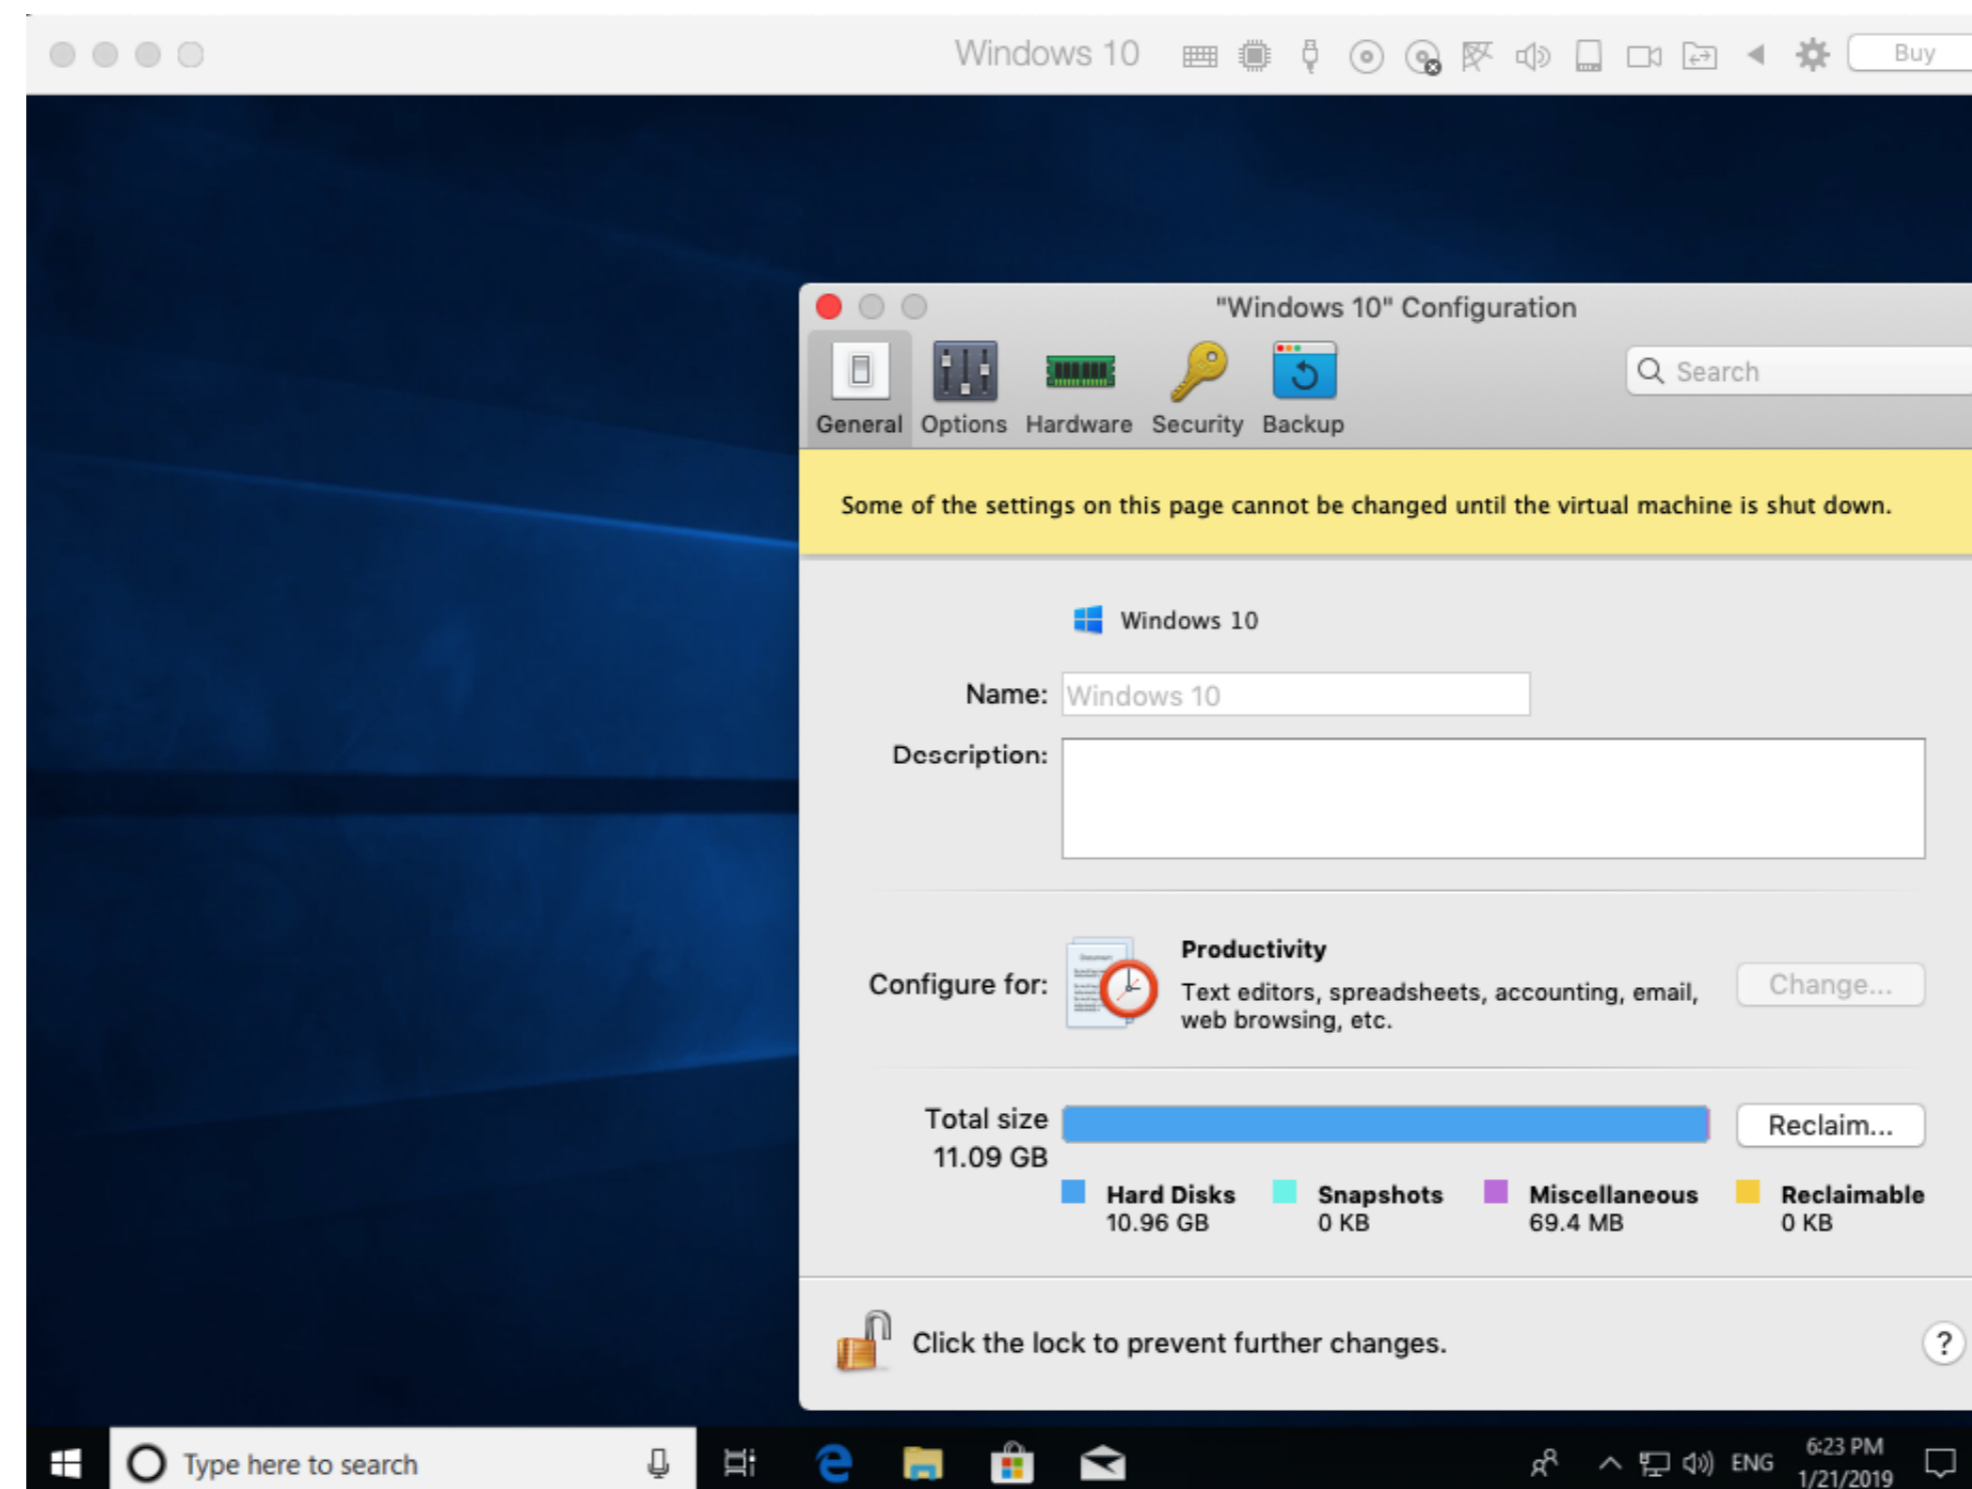 Windows 10
Buy
"Windows 10" Configuration
General Options Hardware Security Backup
Search
Some of the settings on this page cannot be changed until the virtual machine is shut down.
Windows 10
Name: Windows 10
Description:
Configure for:
Productivity
Text editors, spreadsheets, accounting, email,
web browsing, etc.
Change...
Total size
11.09 GB
Reclaim...
Hard Disks
10.96 GB
Snapshots
0 KB
Miscellaneous
69.4 MB
Reclaimable
0 KB
Click the lock to prevent further changes.
?
Type here to search
ENG
6:23 PM
1/21/2019